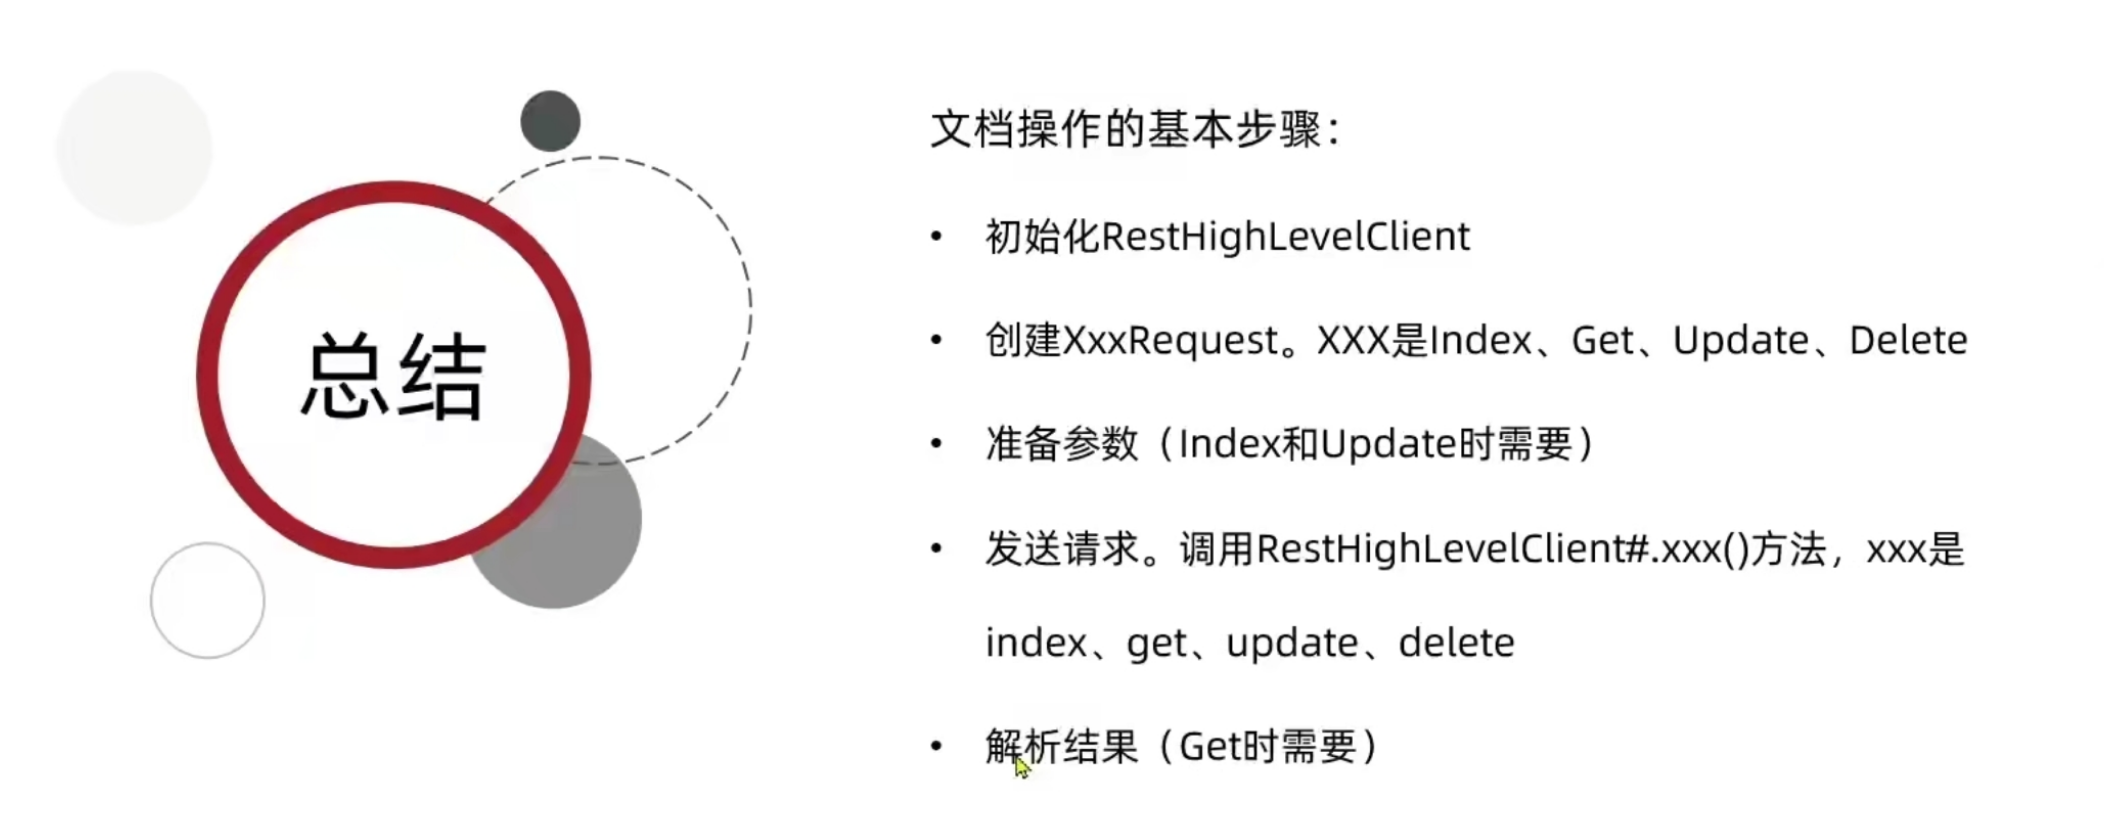 总结
文档操作的基本步骤：
• 初始化RestHighLevelClient
• 创建XxxRequest。XXX是Index、Get、Update、Delete
• 准备参数（Index和Update时需要）
• 发送请求。调用RestHighLevelClient#.xxx()方法，xxx是
index、get、update、delete
• 解析结果（Get时需要）